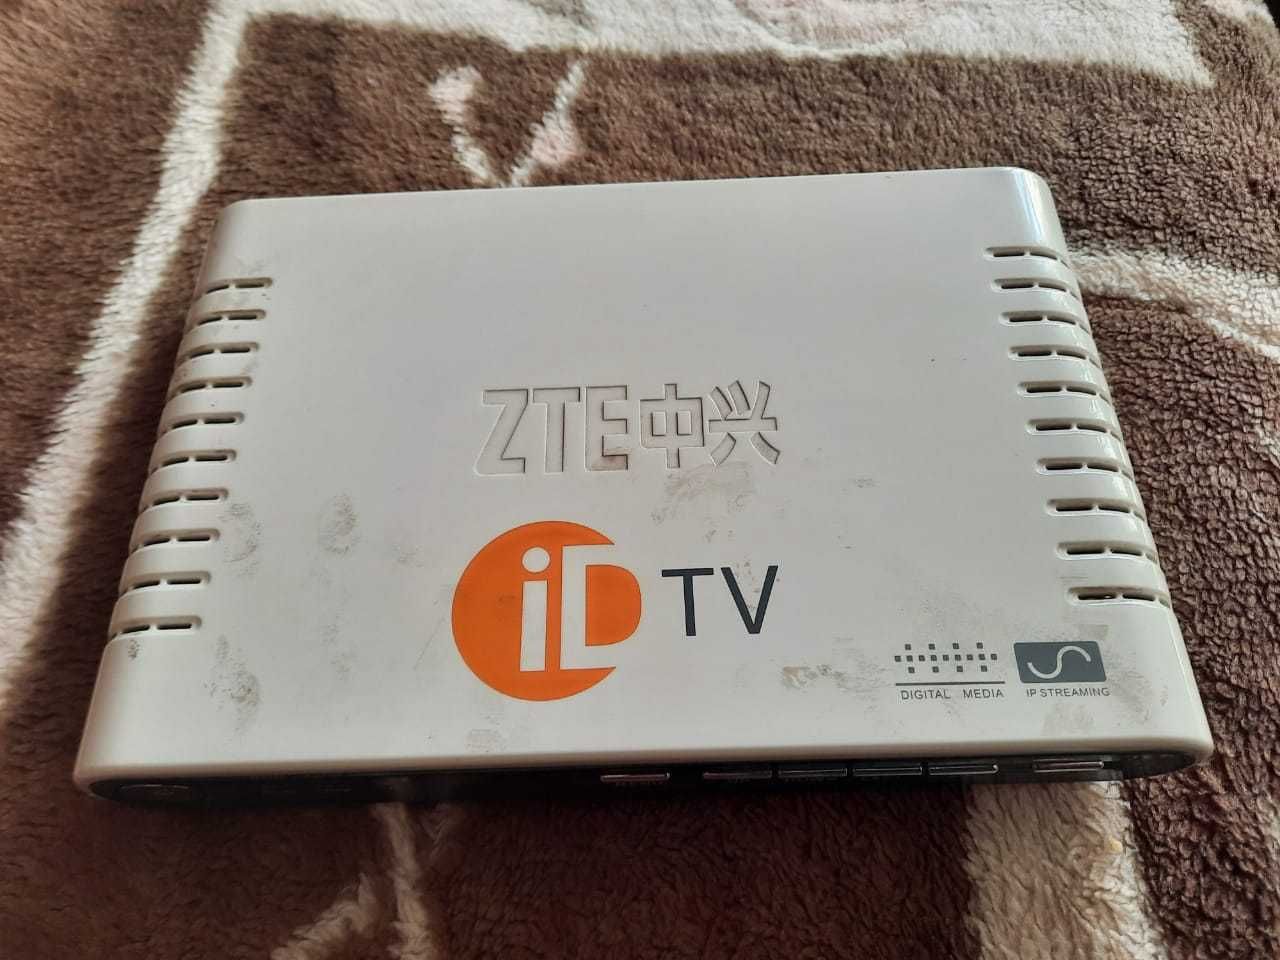 ZTE中兴
iD TV
DIGITAL MEDIA
IP STREAMING